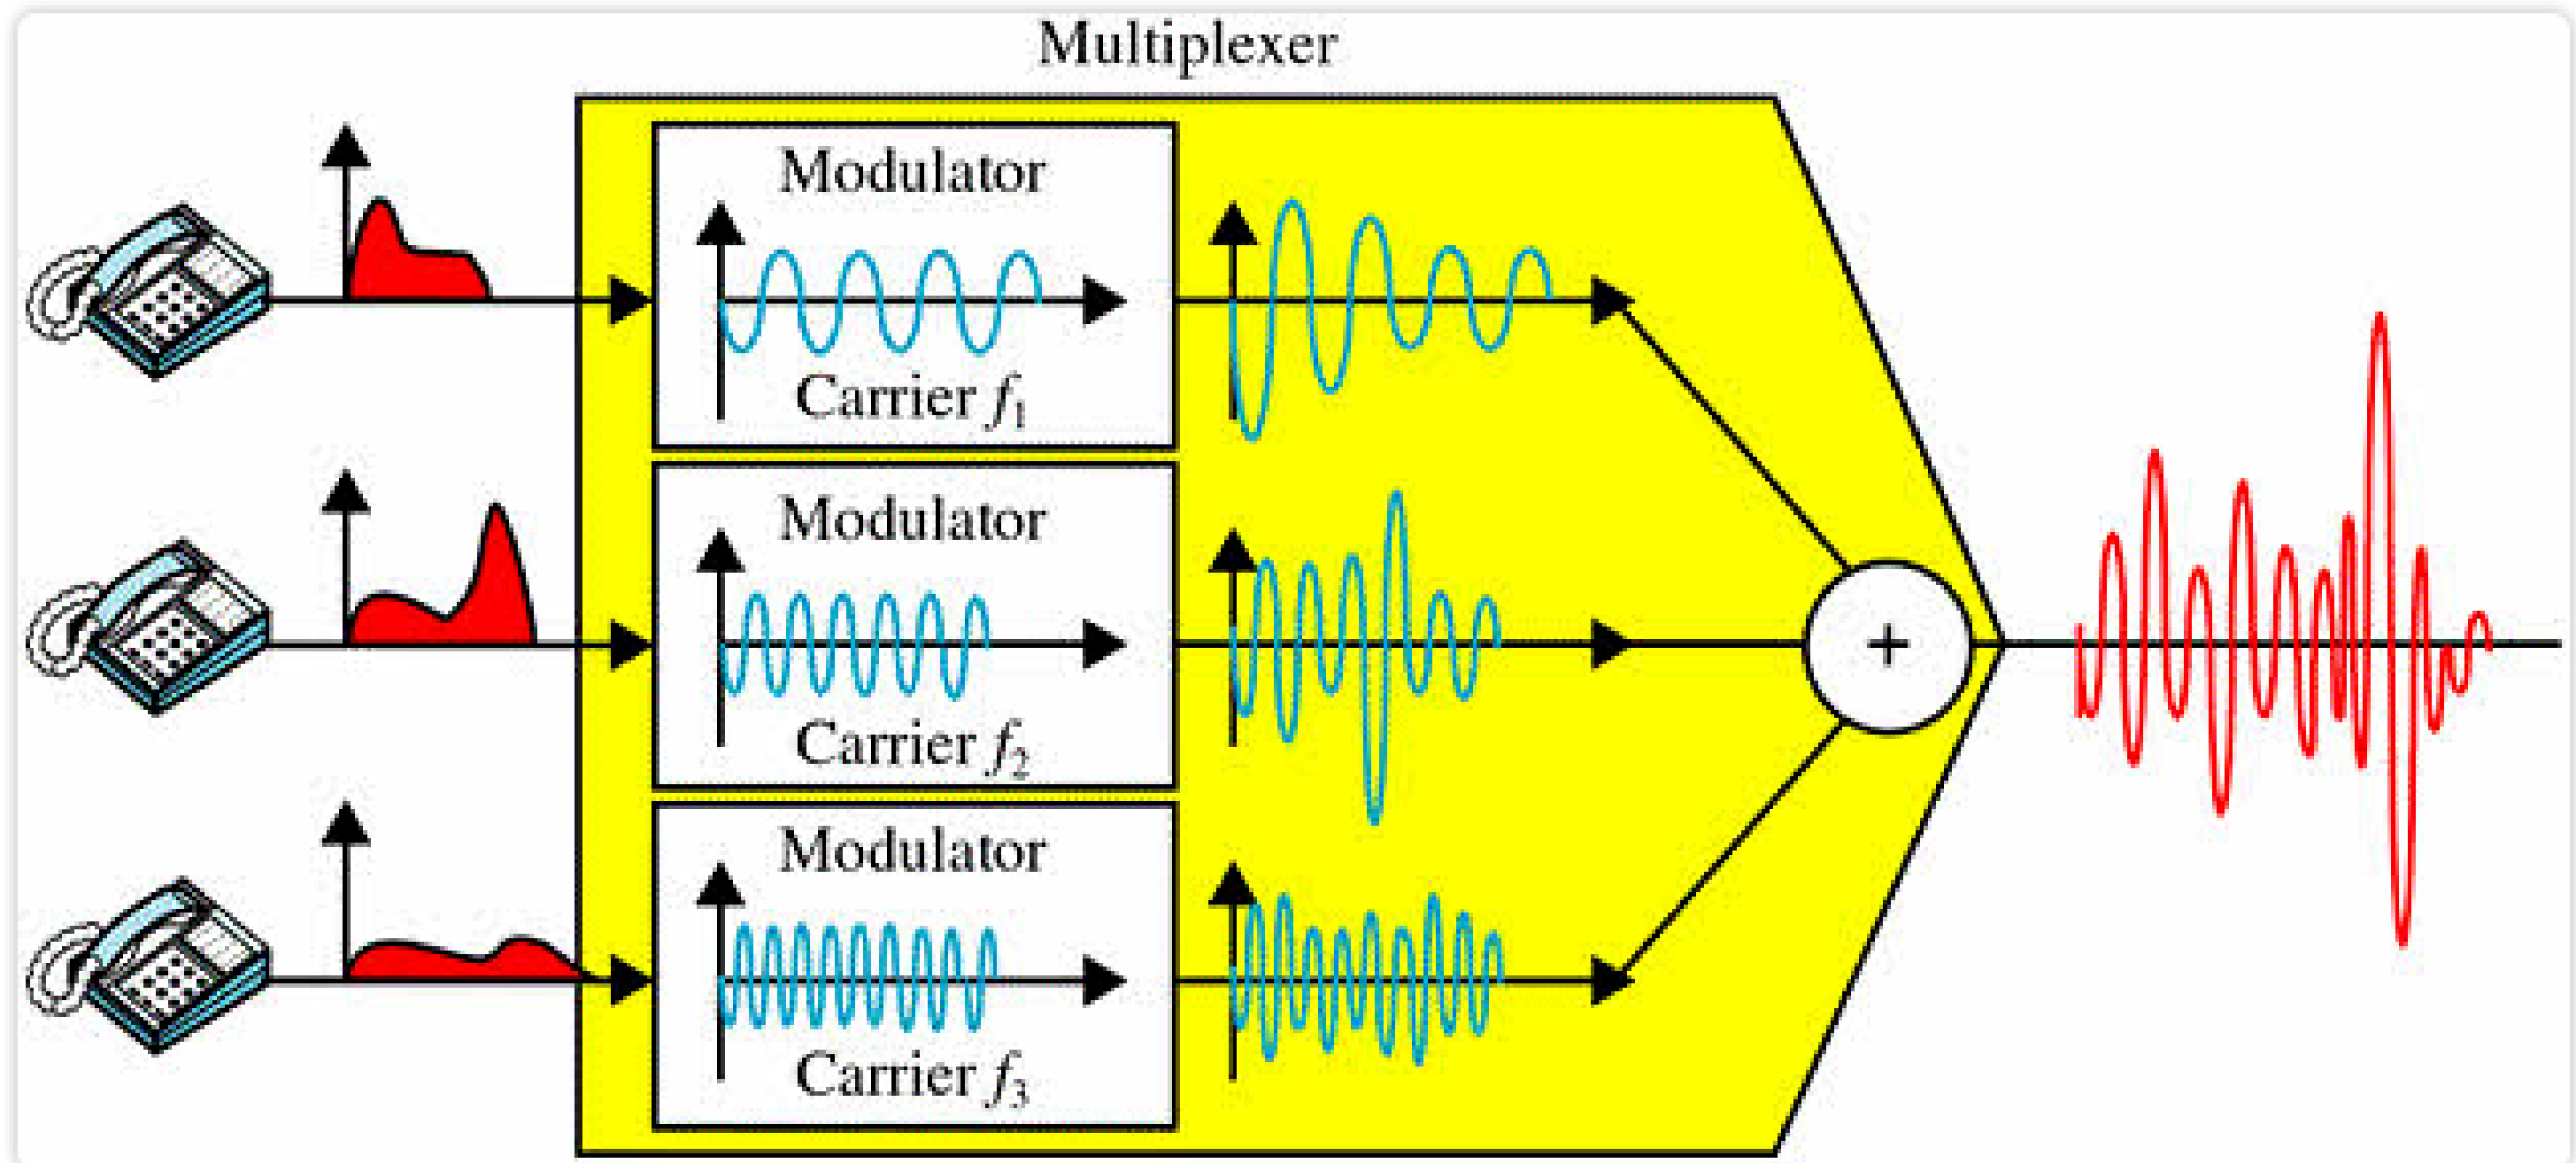 Multiplexer
Modulator
Carrier f₁
Modulator
Carrier f₂
+
Modulator
Carrier f₃